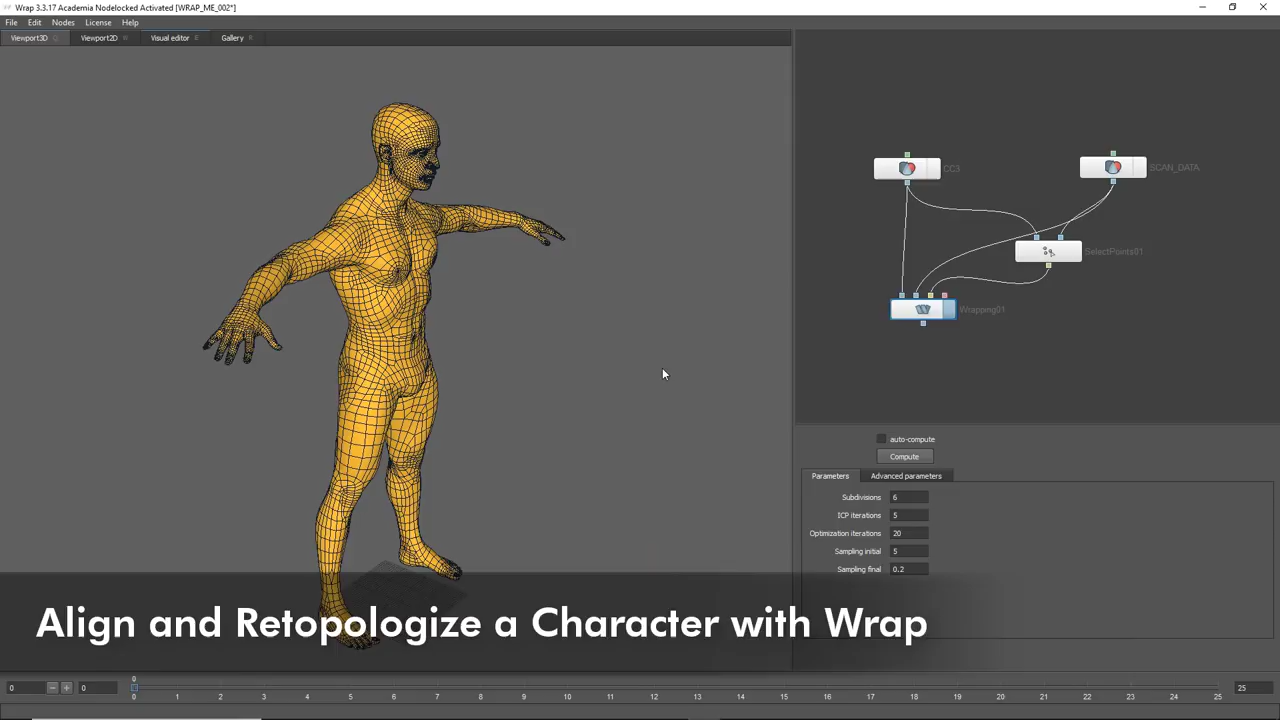 Wrap 3.3.17 Academia Nodelocked Activated [WRAP_ME_002*]
File Edit Nodes License Help
Viewport3D Q Viewport2D W Visual editor E Gallery R
CC3
SCAN_DATA
SelectPoints01
Wrapping01
auto-compute
Compute
Parameters Advanced parameters
Subdivisions 6
ICP iterations 5
Optimization iterations 20
Sampling initial 5
Sampling final 0.2
Align and Retopologize a Character with Wrap
0
0 0 25
0 1 2 3 4 5 6 7 8 9 10 11 12 13 14 15 16 17 18 19 20 21 22 23 24 25